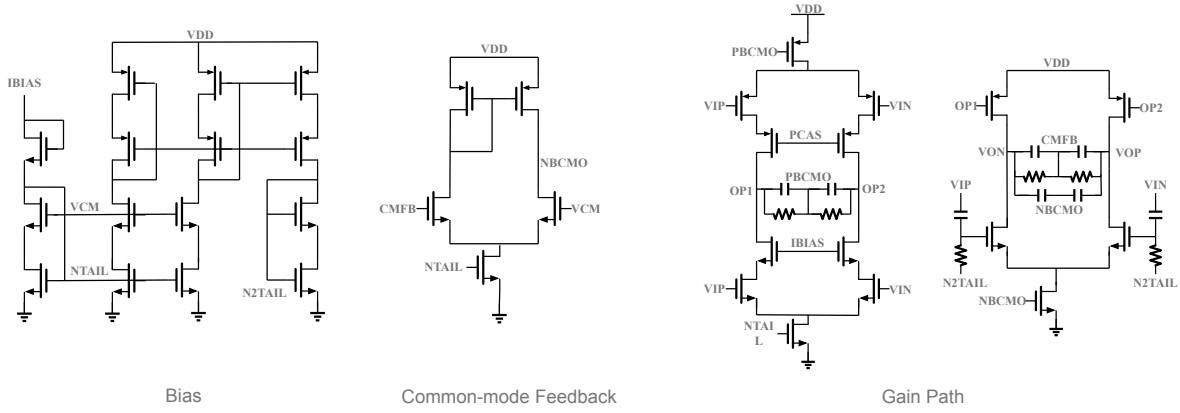 VDD
IBIAS
VCM
NTAIL
N2TAIL
Bias
VDD
NBCMO
CMFB
VCM
NTAIL
Common-mode Feedback
VDD
PBCMO
VIP
VIN
PCAS
OP1
PBCMO
OP2
IBIAS
VIP
VIN
NTAI
L
VDD
OP1
OP2
CMFB
VON
VOP
VIP
NBCMO
VIN
N2TAIL
N2TAIL
NBCMO
Gain Path